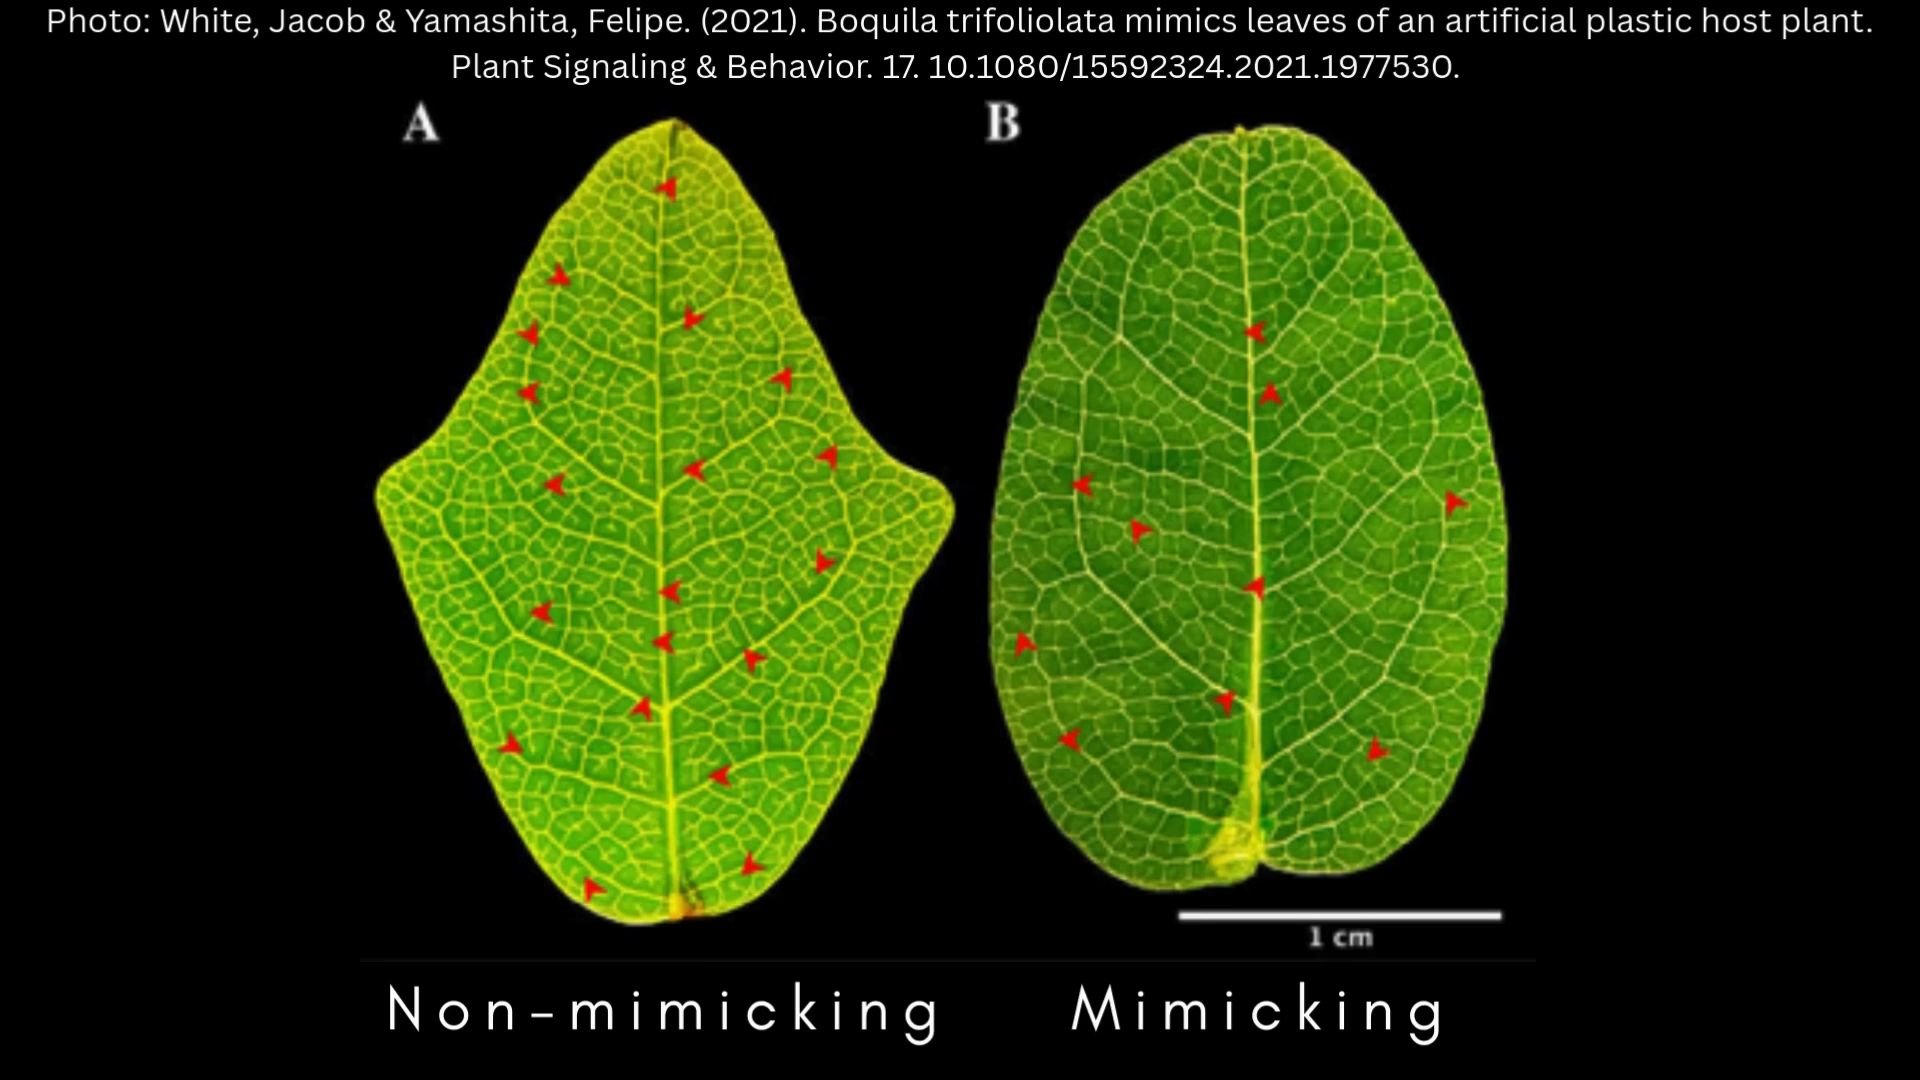 Photo: White, Jacob & Yamashita, Felipe. (2021). Boquila trifoliolata mimics leaves of an artificial plastic host plant.
Plant Signaling & Behavior. 17. 10.1080/15592324.2021.1977530.
A
B
1 cm
Non-mimicking
Mimicking